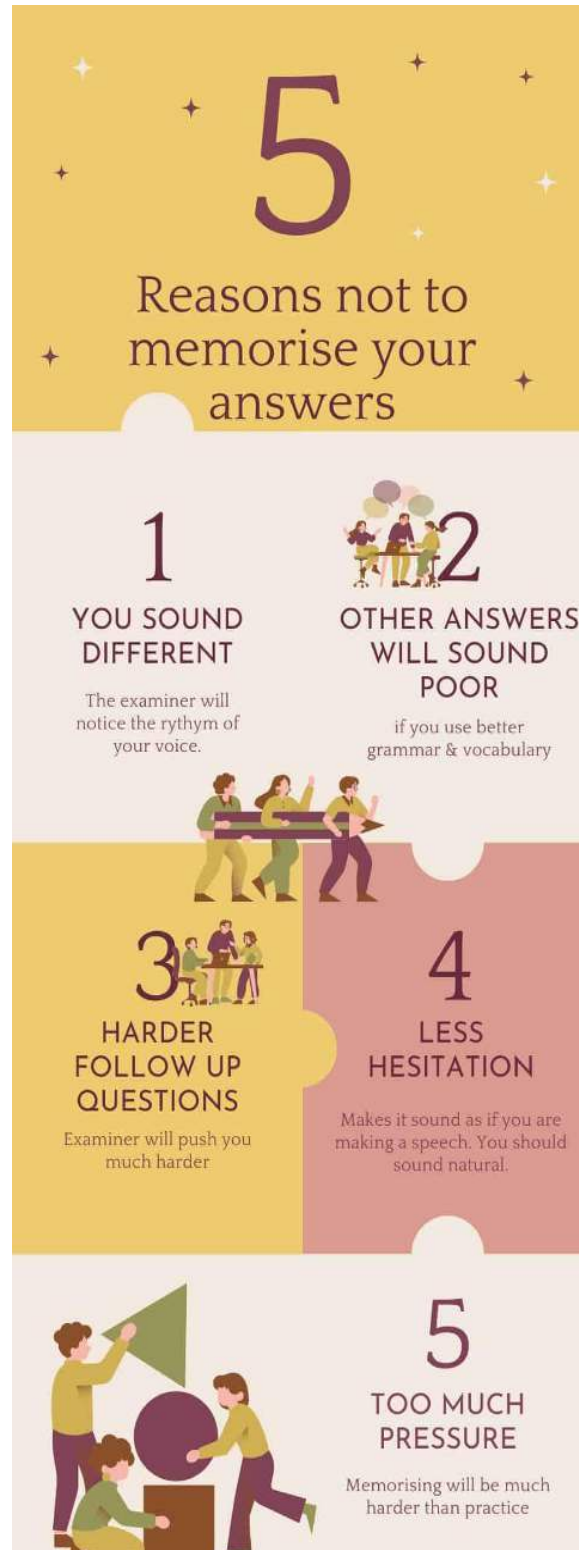 5
Reasons not to
memorise your
answers
1
YOU SOUND
DIFFERENT
The examiner will
notice the rythym of
your voice.
2
OTHER ANSWERS
WILL SOUND
POOR
if you use better
grammar & vocabulary
3
HARDER
FOLLOW UP
QUESTIONS
Examiner will push you
much harder
4
LESS
HESITATION
Makes it sound as if you are
making a speech. You should
sound natural.
5
TOO MUCH
PRESSURE
Memorising will be much
harder than practice